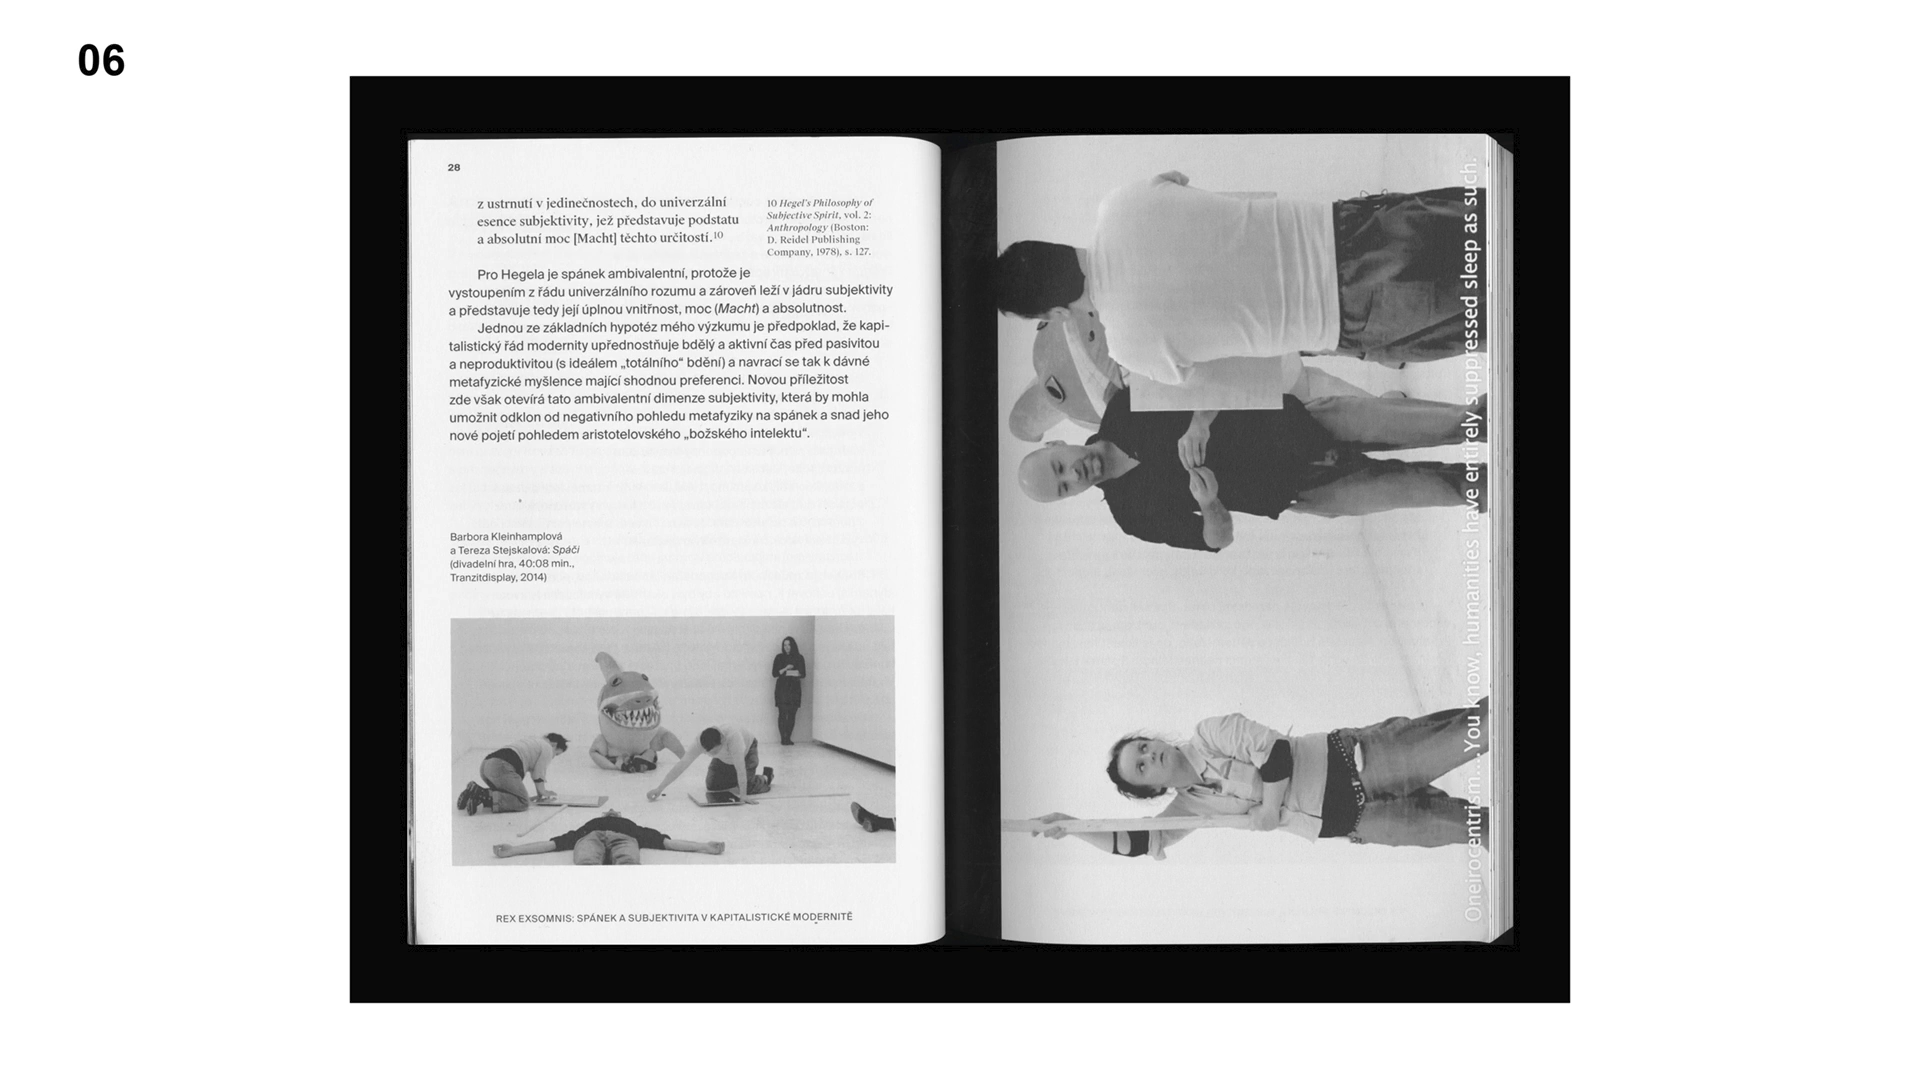 06
28
z ustrnutí v jedinečnostech, do univerzální
esence subjektivity, jež představuje podstatu
a absolutní moc [Macht] těchto určitostí.10
10 Hegel's Philosophy of
Subjective Spirit, vol. 2:
Anthropology (Boston:
D. Reidel Publishing
Company, 1978), s. 127.
Pro Hegela je spánek ambivalentní, protože je
vystoupením z řádu univerzálního rozumu a zároveň leží v jádru subjektivity
a představuje tedy její úplnou vnitřnost, moc (Macht) a absolutnost.
Jednou ze základních hypotéz mého výzkumu je předpoklad, že kapi-
talistický řád modernity upřednostňuje bdělý a aktivní čas před pasivitou
a neproduktivitou (s ideálem „totálního“ bdění) a navrací se tak k dávné
metafyzické myšlence mající shodnou preferenci. Novou příležitost
zde však otevírá tato ambivalentní dimenze subjektivity, která by mohla
umožnit odklon od negativního pohledu metafyziky na spánek a snad jeho
nové pojetí pohledem aristotelovského „božského intelektu“.
Barbora Kleinhamplová
a Tereza Stejskalová: Spáči
(divadelní hra, 40:08 min.,
Tranzitdisplay, 2014)
REX EXSOMNIS: SPÁNEK A SUBJEKTIVITA V KAPITALISTICKÉ MODERNITĚ
Oneirocentrism....You know, humanities have entirely suppressed sleep as such.